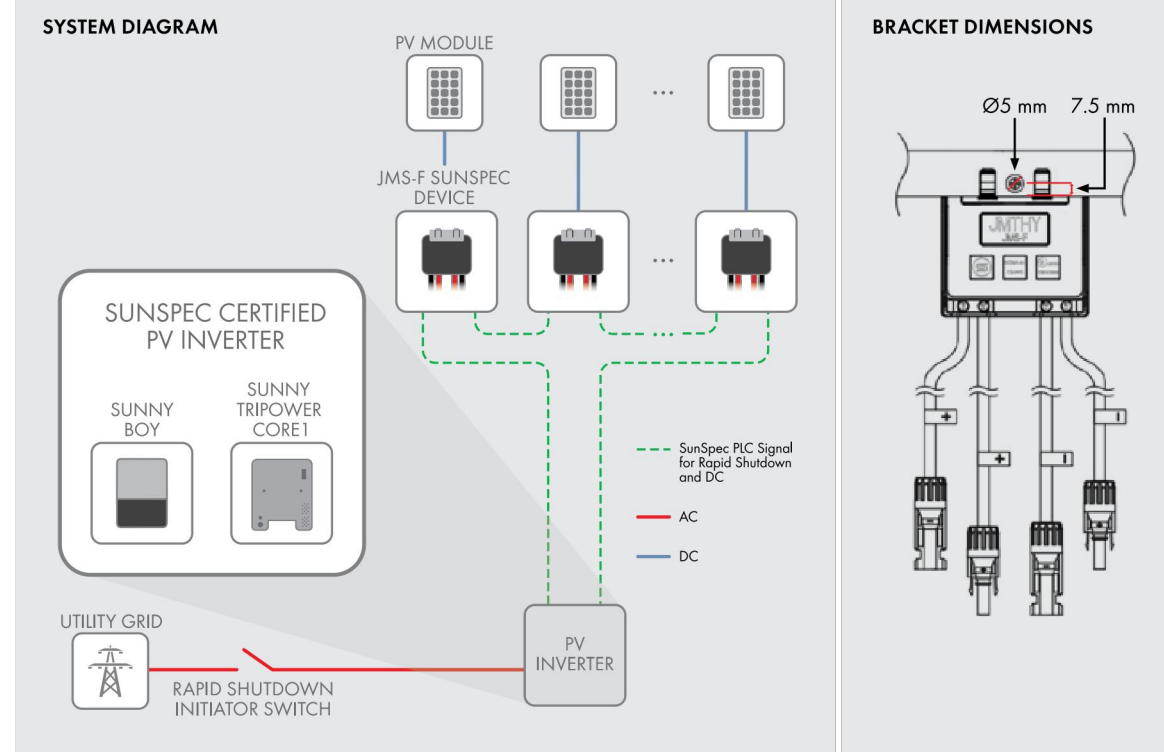 SYSTEM DIAGRAM
PV MODULE
...
JMS-F SUNSPEC
DEVICE
...
...
SUNSPEC CERTIFIED
PV INVERTER
SUNNY
BOY
SUNNY
TRIPOWER
CORE1
SunSpec PLC Signal
for Rapid Shutdown
and DC
AC
DC
UTILITY GRID
RAPID SHUTDOWN
INITIATOR SWITCH
PV
INVERTER
BRACKET DIMENSIONS
Ø5 mm
7.5 mm
JMTHY
JMS-F
+
+
−
−